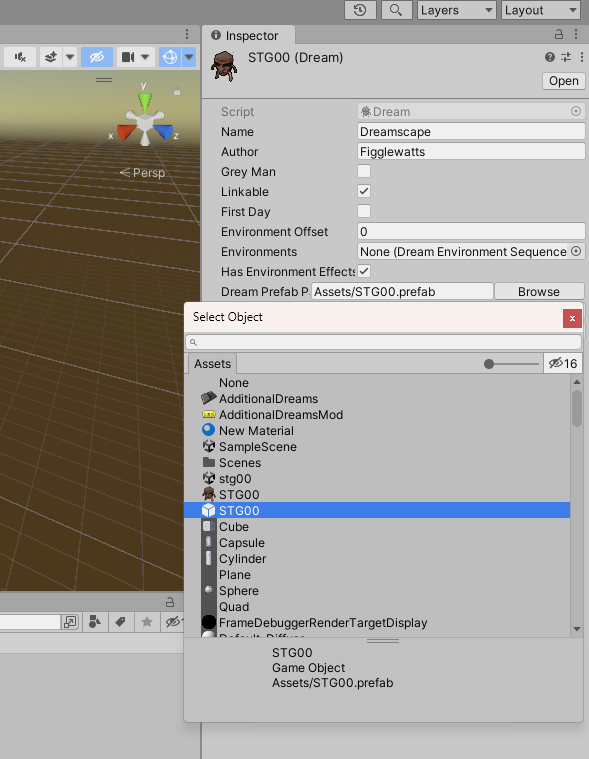 Layers Layout
Inspector
STG00 (Dream)
Open
Script Dream
Name Dreamscape
Author Figglewatts
Grey Man
Linkable
First Day
Environment Offset 0
Environments None (Dream Environment Sequence
Has Environment Effects
Dream Prefab P Assets/STG00.prefab Browse
y
x z
Persp
Select Object
x
Assets 16
None
AdditionalDreams
AdditionalDreamsMod
New Material
SampleScene
Scenes
stg00
STG00
STG00
Cube
Capsule
Cylinder
Plane
Sphere
Quad
FrameDebuggerRenderTargetDisplay
STG00
Game Object
Assets/STG00.prefab